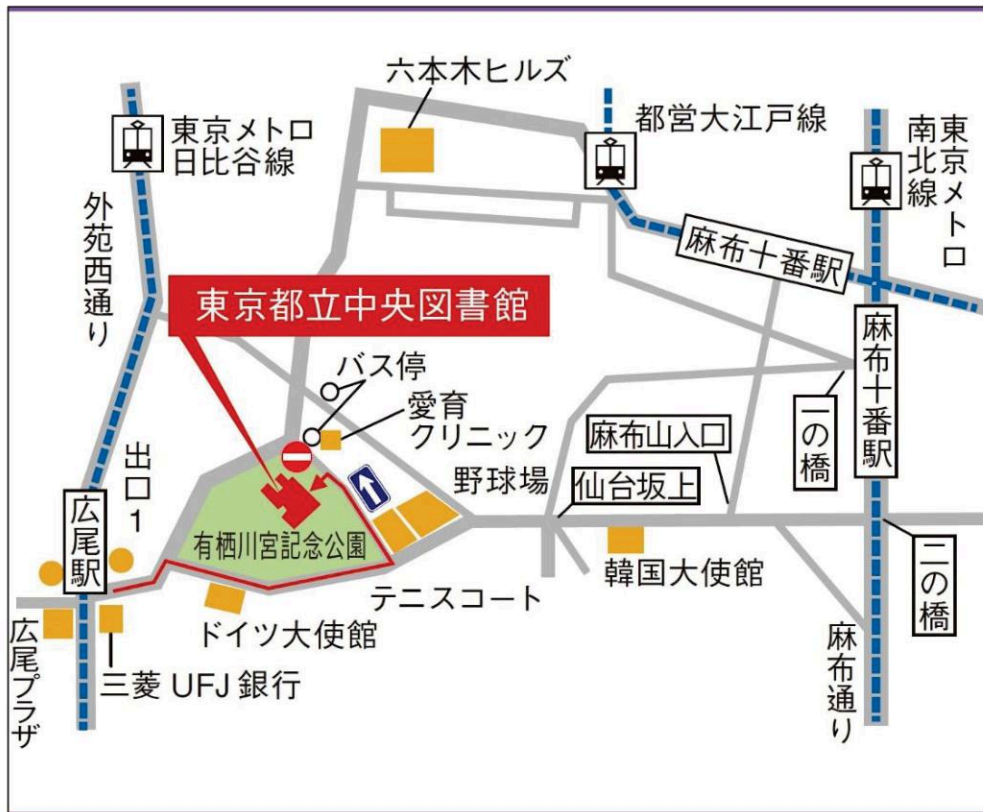 六本木ヒルズ
東京メトロ
日比谷線
都営大江戸線
東京メトロ
南北線
外苑西通り
麻布十番駅
東京都立中央図書館
バス停
愛育
クリニック
麻布十番駅
一の橋
麻布山入口
出口1
野球場
仙台坂上
広尾駅
有栖川宮記念公園
韓国大使館
二の橋
テニスコート
ドイツ大使館
広尾プラザ
三菱UFJ銀行
麻布通り